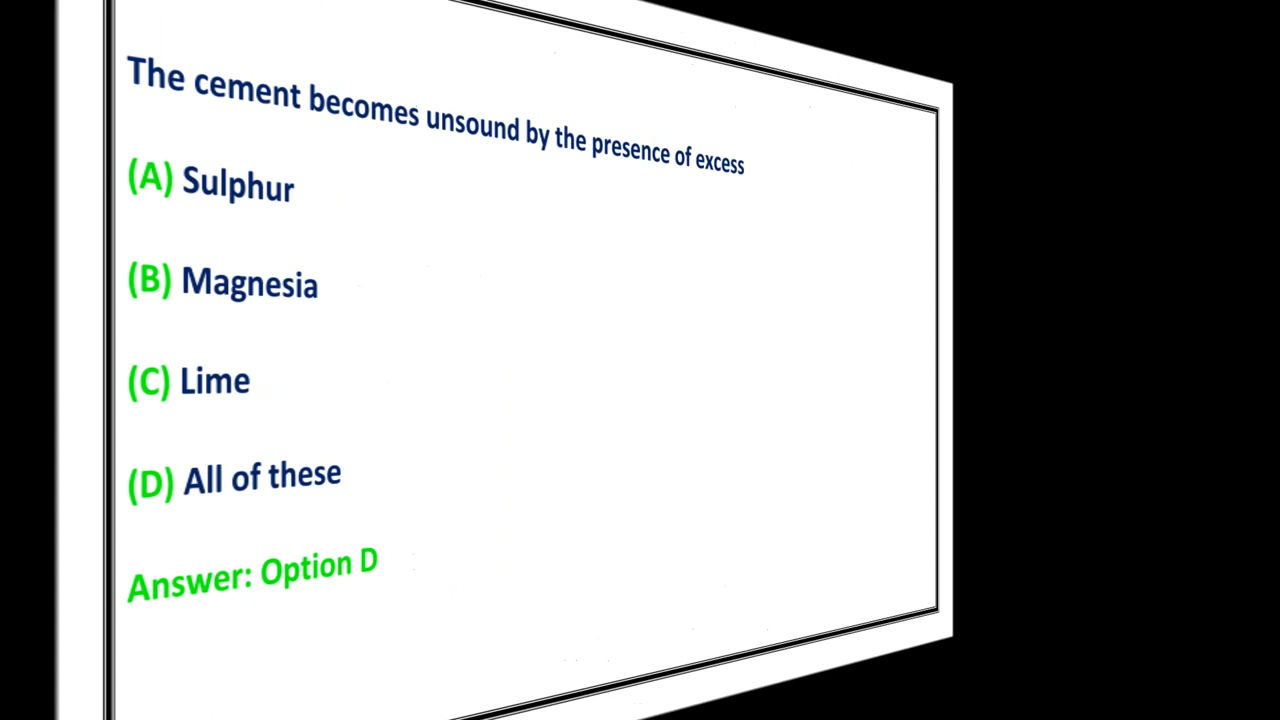 The cement becomes unsound by the presence of excess
(A) Sulphur
(B) Magnesia
(C) Lime
(D) All of these
Answer: Option D